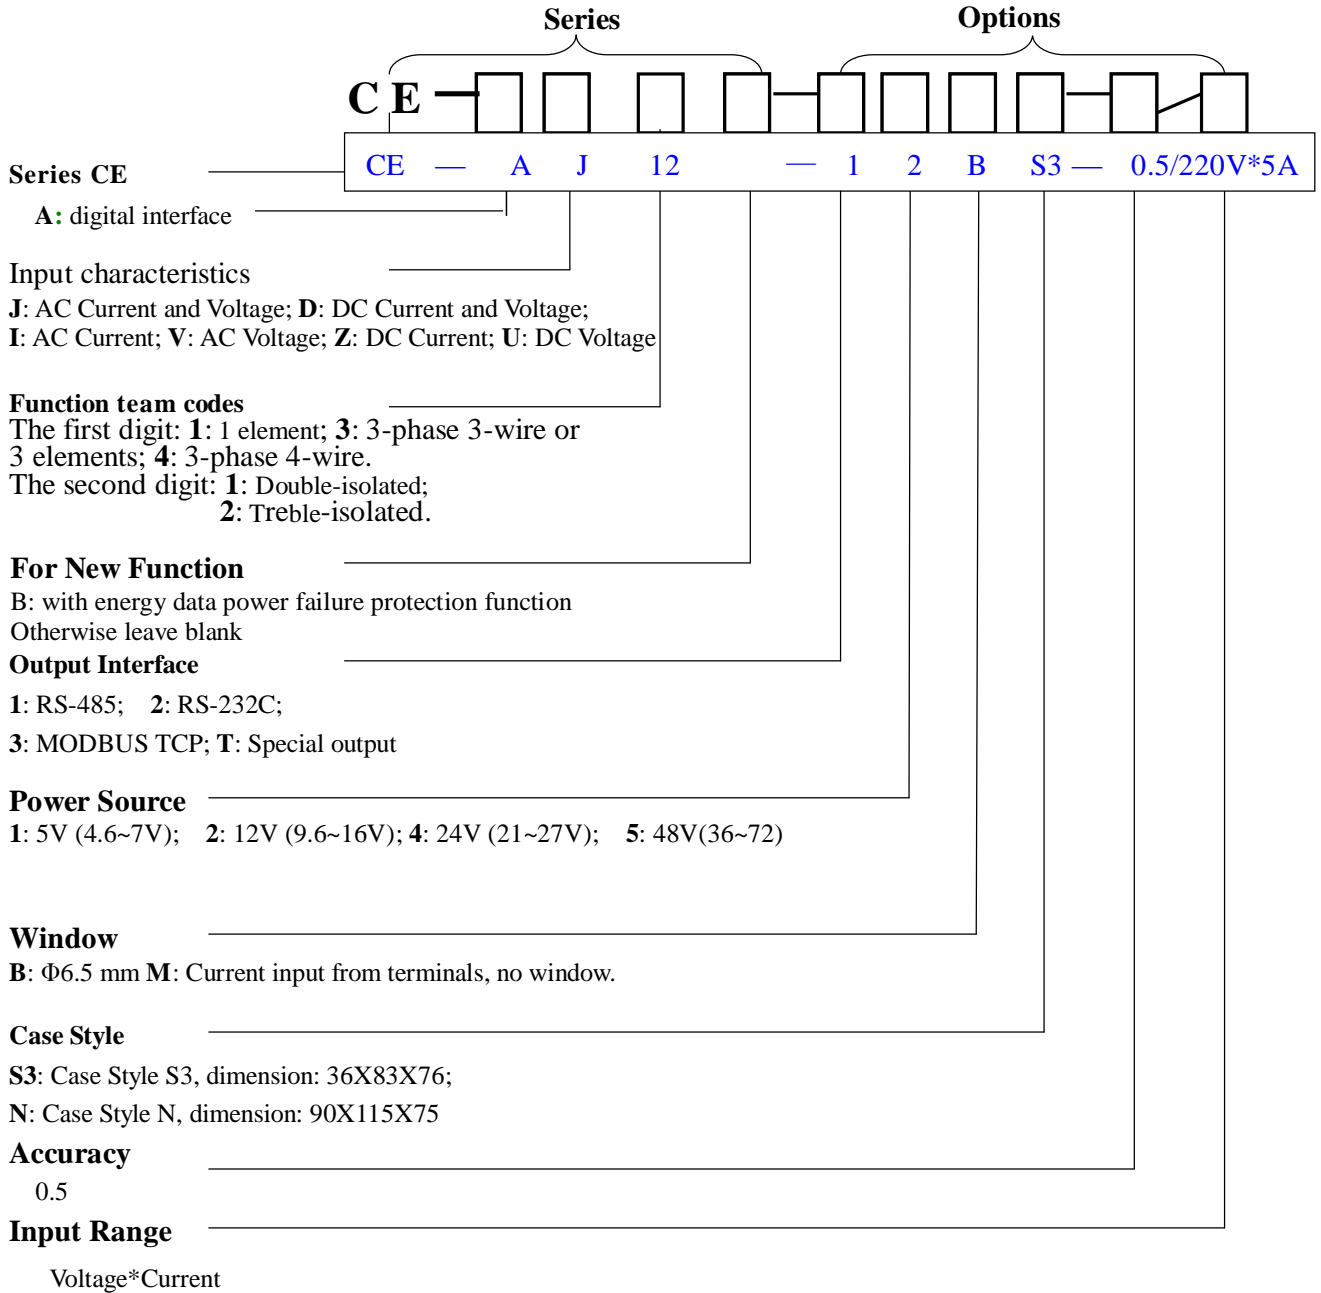 Series Options
CE
CE — A J 12 — 1 2 B S3 — 0.5/220V*5A
Series CE
A: digital interface
Input characteristics
J: AC Current and Voltage; D: DC Current and Voltage;
I: AC Current; V: AC Voltage; Z: DC Current; U: DC Voltage
Function team codes
The first digit: 1: 1 element; 3: 3-phase 3-wire or
3 elements; 4: 3-phase 4-wire.
The second digit: 1: Double-isolated;
2: Treble-isolated.
For New Function
B: with energy data power failure protection function
Otherwise leave blank
Output Interface
1: RS-485; 2: RS-232C;
3: MODBUS TCP; T: Special output
Power Source
1: 5V (4.6~7V); 2: 12V (9.6~16V); 4: 24V (21~27V); 5: 48V(36~72)
Window
B: Φ6.5 mm M: Current input from terminals, no window.
Case Style
S3: Case Style S3, dimension: 36X83X76;
N: Case Style N, dimension: 90X115X75
Accuracy
0.5
Input Range
Voltage*Current